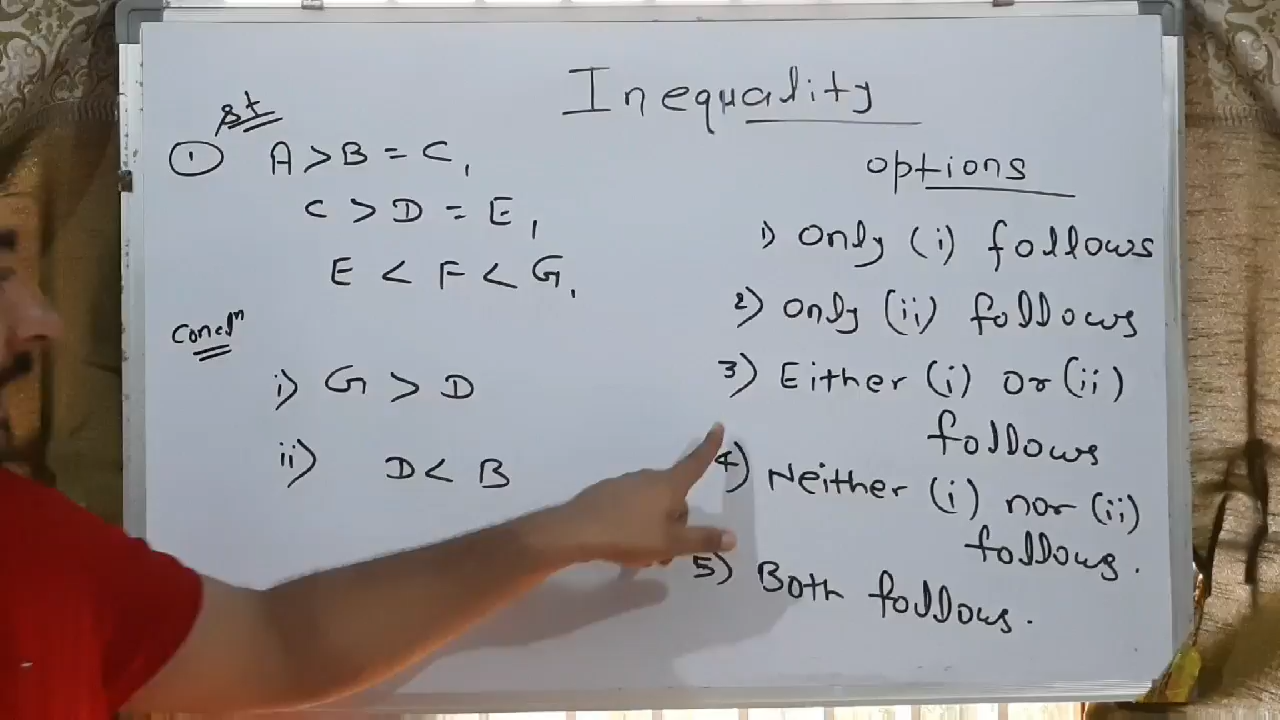 Inequality
St
① A > B = C,
C > D = E,
E < F < G,
Concln
i) G > D
ii) D < B
options
1) Only (i) follows
2) Only (ii) follows
3) Either (i) or (ii)
follows
4) Neither (i) nor (ii)
follows.
5) Both follows.